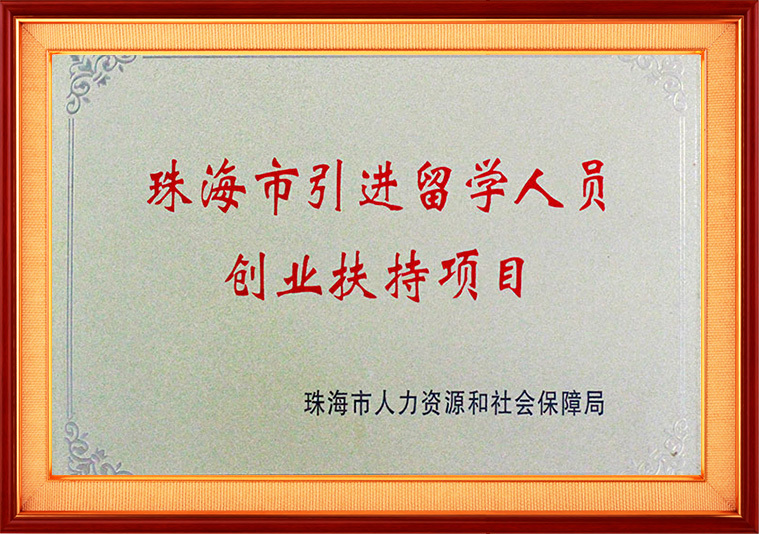 珠海市引进留学人员
创业扶持项目
珠海市人力资源和社会保障局